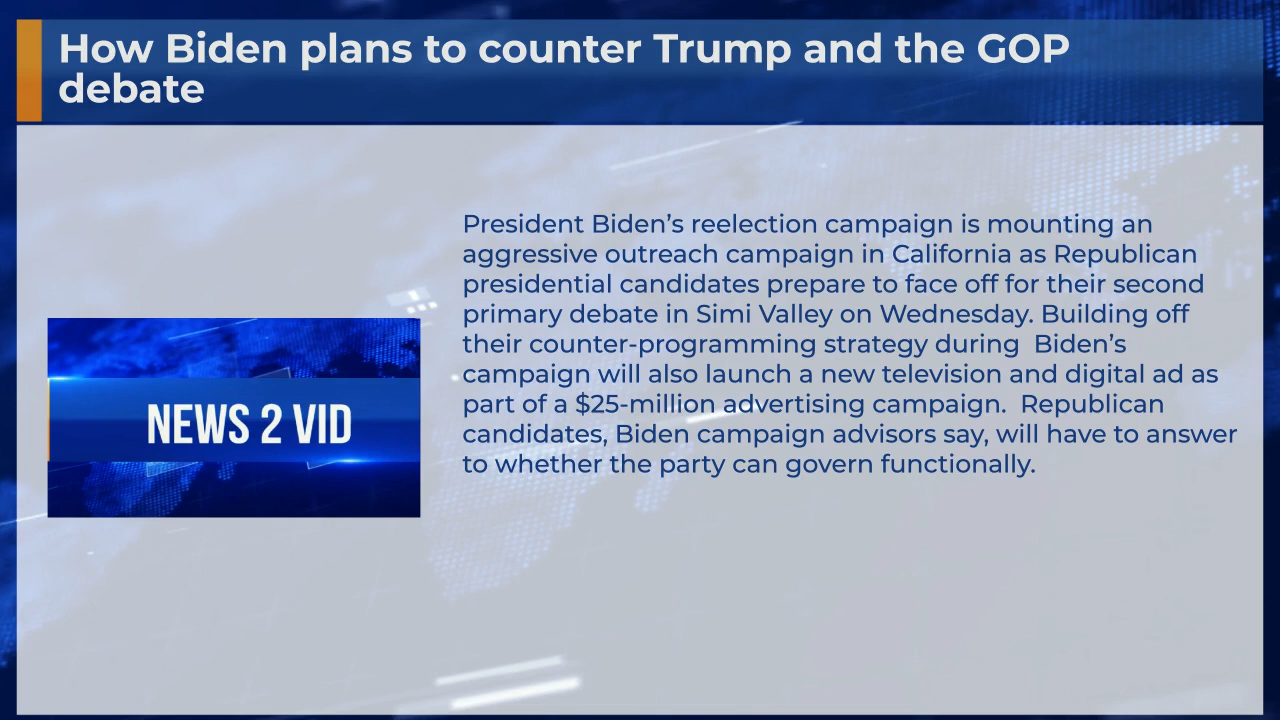 How Biden plans to counter Trump and the GOP
debate
President Biden’s reelection campaign is mounting an
aggressive outreach campaign in California as Republican
presidential candidates prepare to face off for their second
primary debate in Simi Valley on Wednesday. Building off
their counter-programming strategy during  Biden’s
campaign will also launch a new television and digital ad as
part of a $25-million advertising campaign.  Republican
candidates, Biden campaign advisors say, will have to answer
to whether the party can govern functionally.
NEWS 2 VID